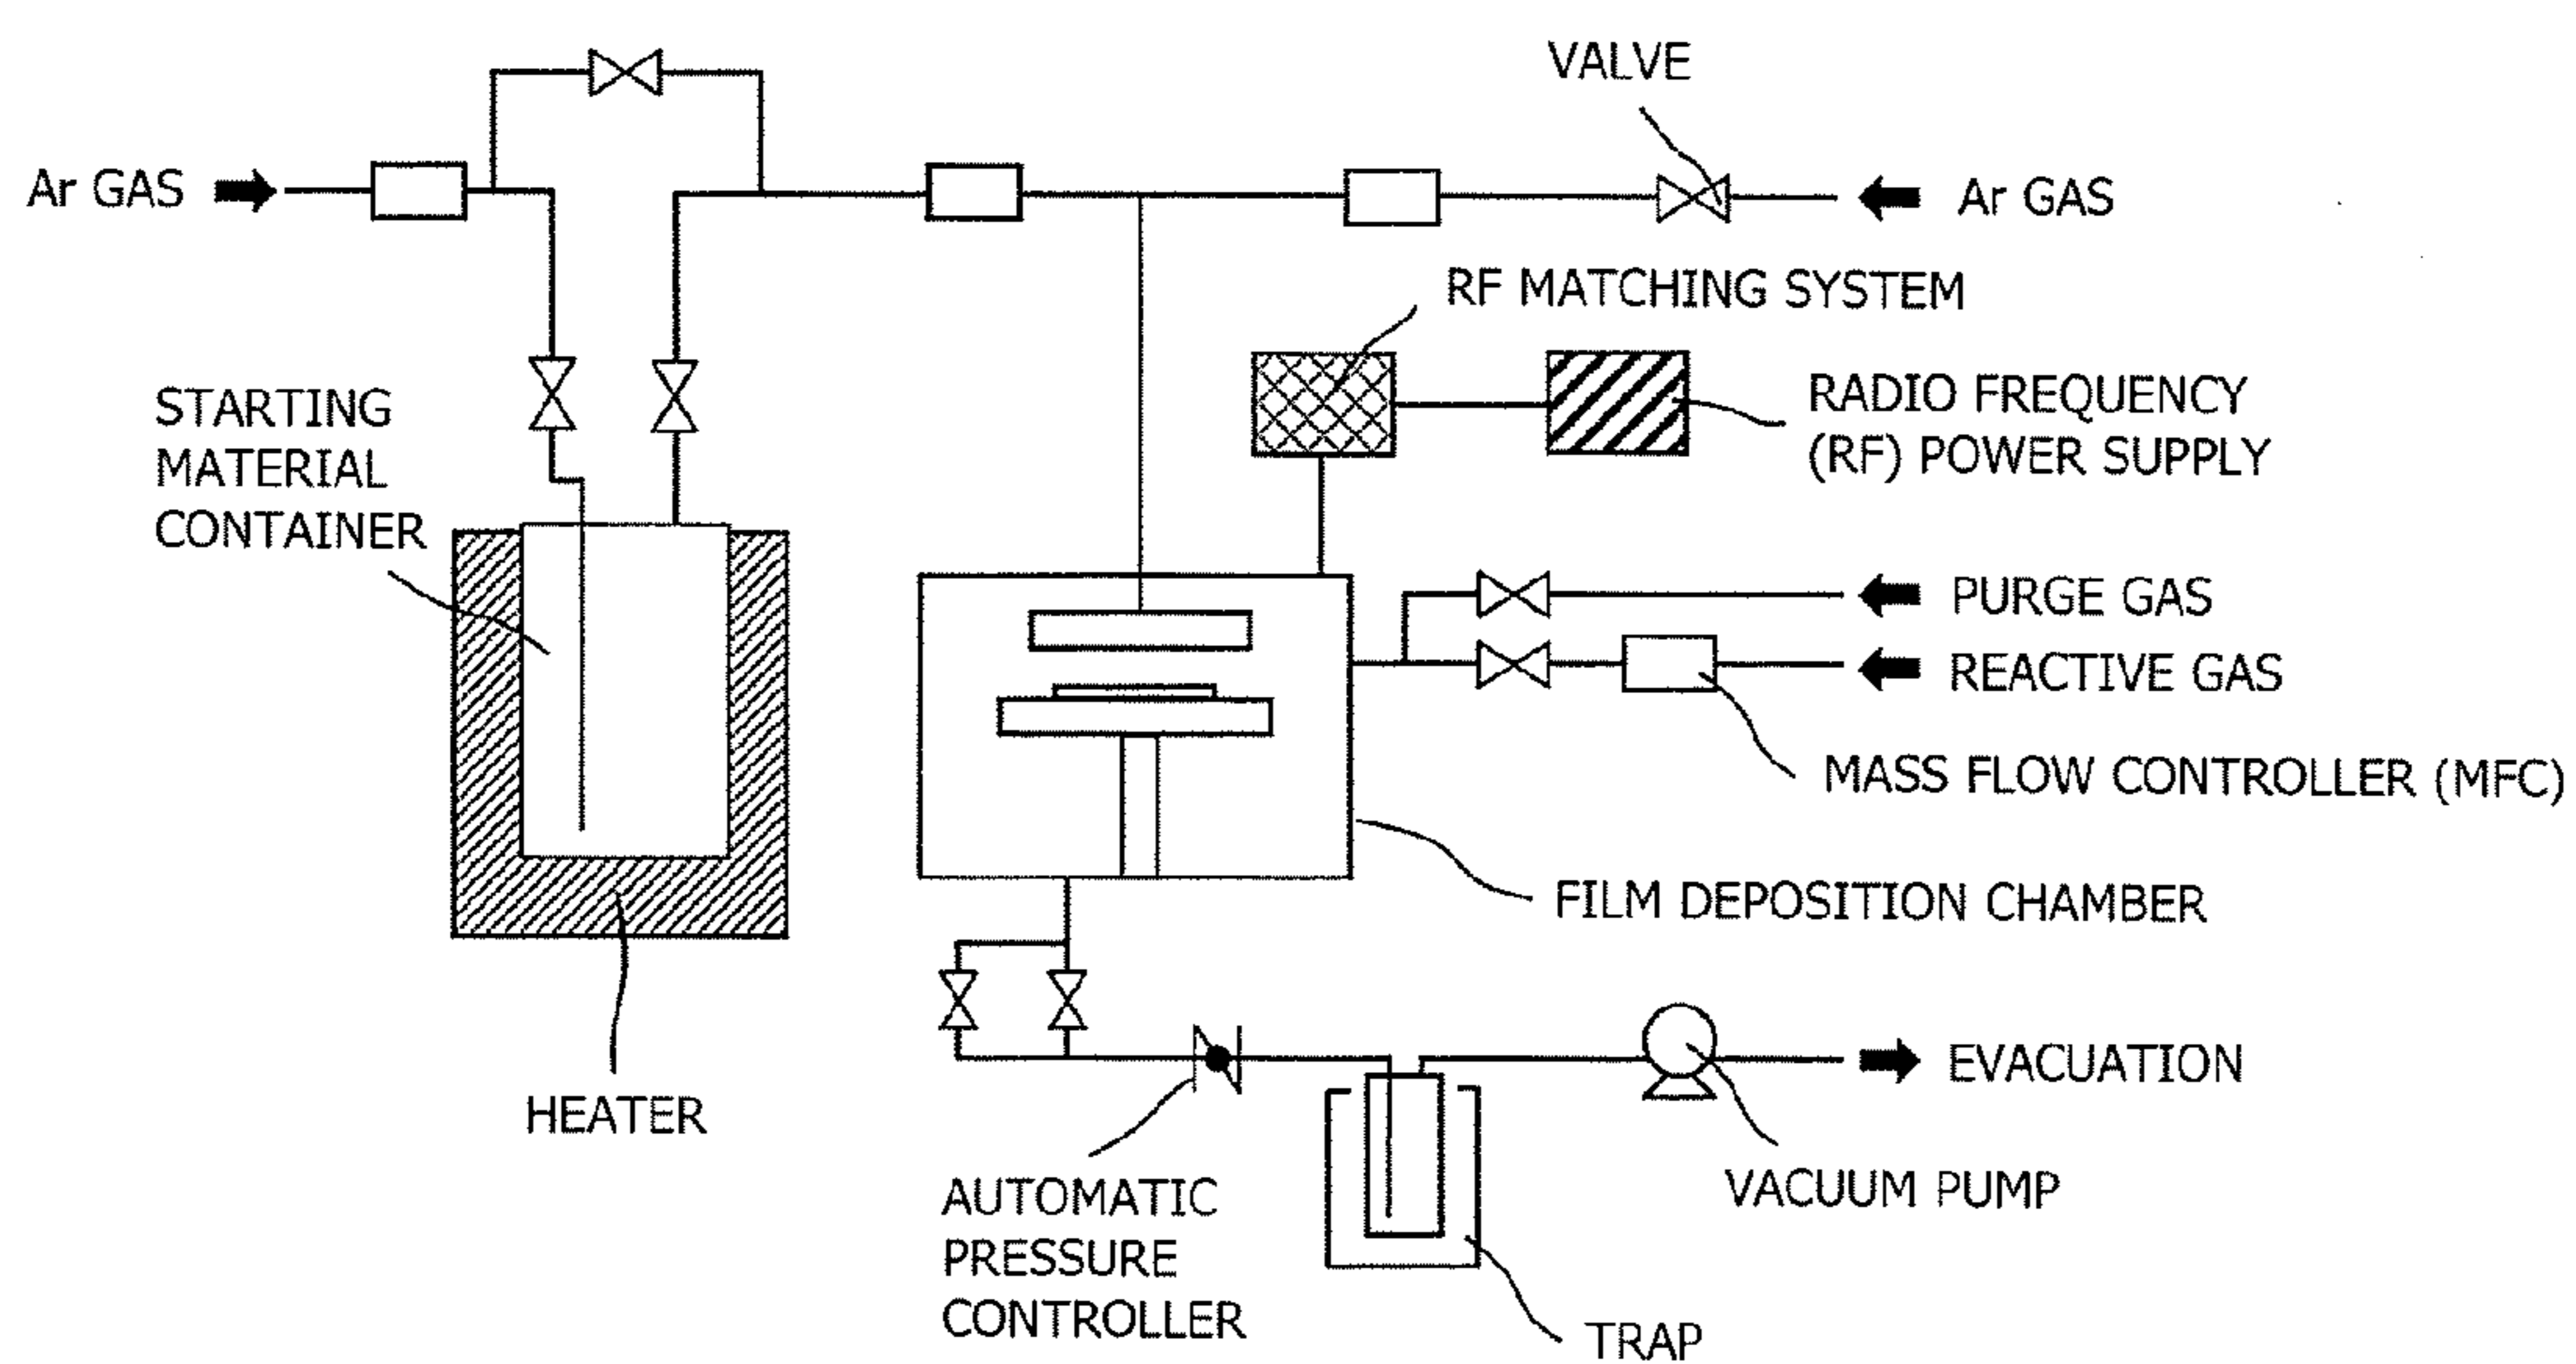 VALVE
Ar GAS
Ar GAS
RF MATCHING SYSTEM
STARTING
MATERIAL
CONTAINER
RADIO FREQUENCY
(RF) POWER SUPPLY
PURGE GAS
REACTIVE GAS
MASS FLOW CONTROLLER (MFC)
FILM DEPOSITION CHAMBER
HEATER
EVACUATION
AUTOMATIC
PRESSURE
CONTROLLER
VACUUM PUMP
TRAP